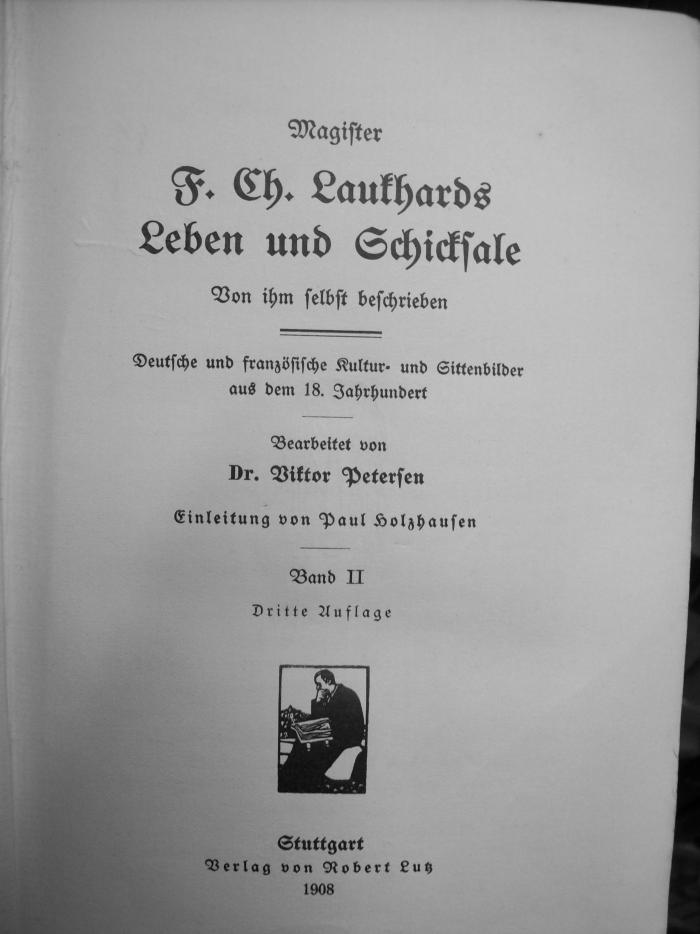 Magiſter
F. Ch. Laukhards
Leben und Schickſale
Von ihm ſelbſt beſchrieben
Deutſche und franzöſiſche Kultur- und Sittenbilder
aus dem 18. Jahrhundert
Bearbeitet von
Dr. Viktor Peterſen
Einleitung von Paul Holzhauſen
Band II
Dritte Auflage
Stuttgart
Verlag von Robert Lutz
1908